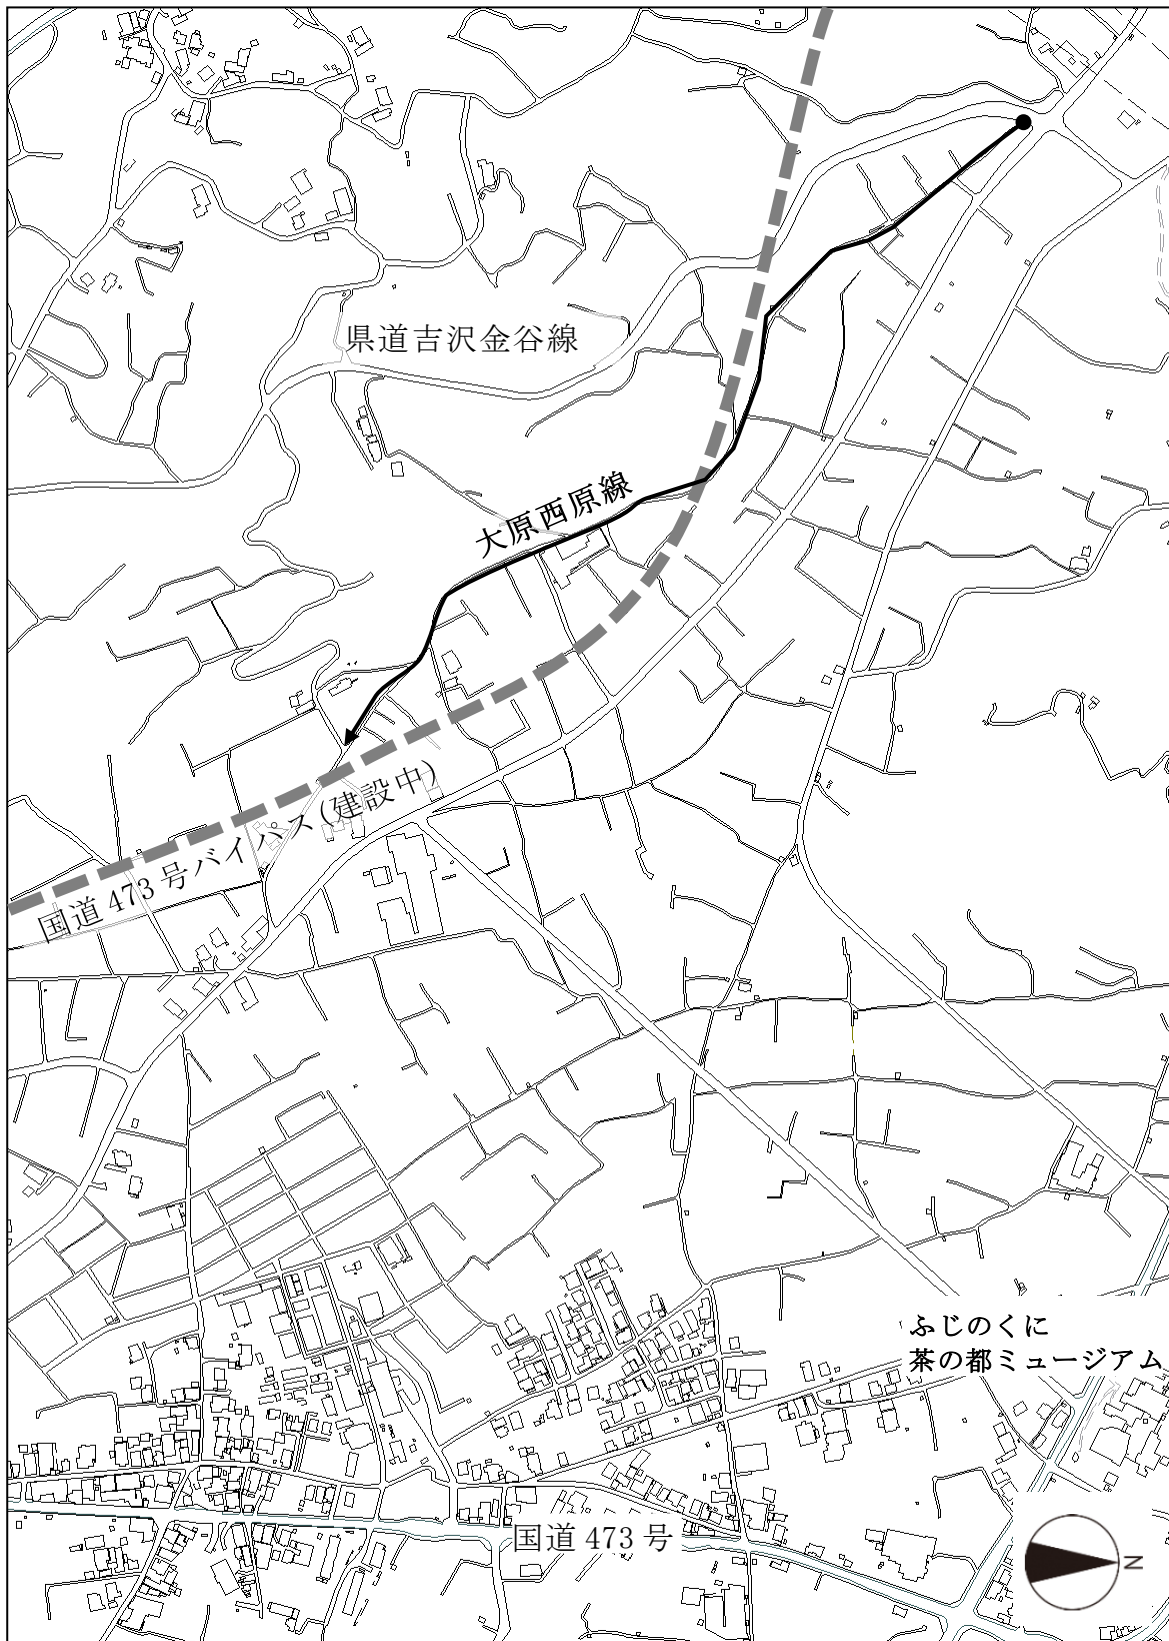 県道吉沢金谷線
大原西原線
国道473号バイパス(建設中)
ふじのくに
茶の都ミュージアム
国道473号
N